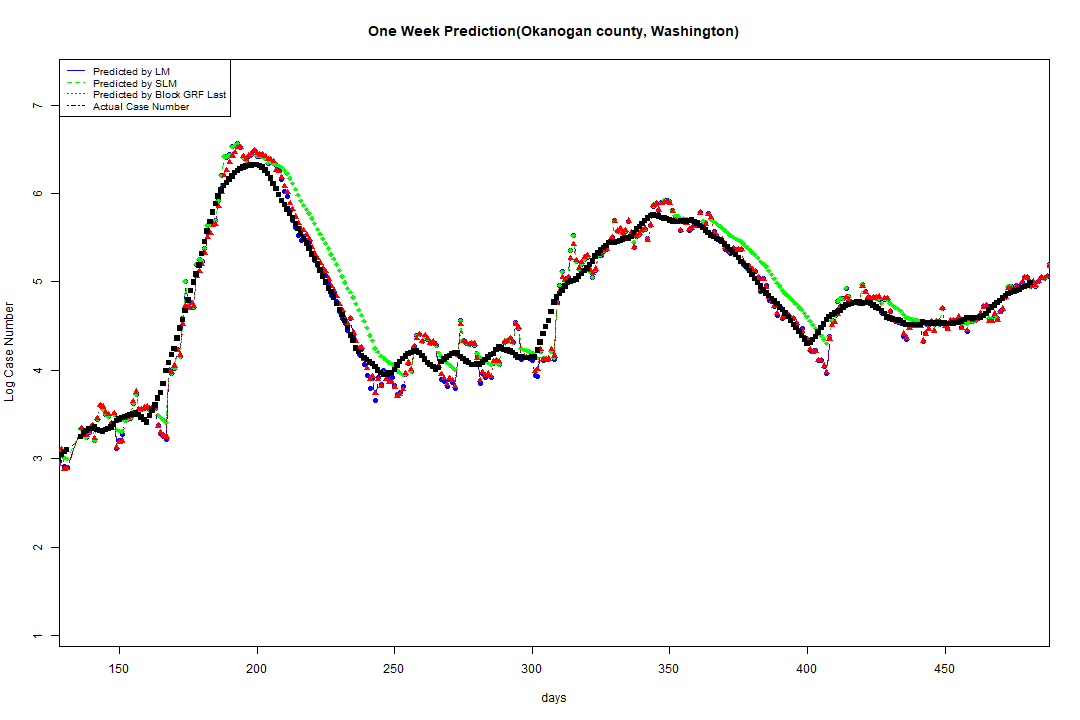 One Week Prediction(Okanogan county, Washington)
Predicted by LM
Predicted by SLM
Predicted by Block GRF Last
Actual Case Number
7
6
5
4
3
2
1
Log Case Number
150 200 250 300 350 400 450
days